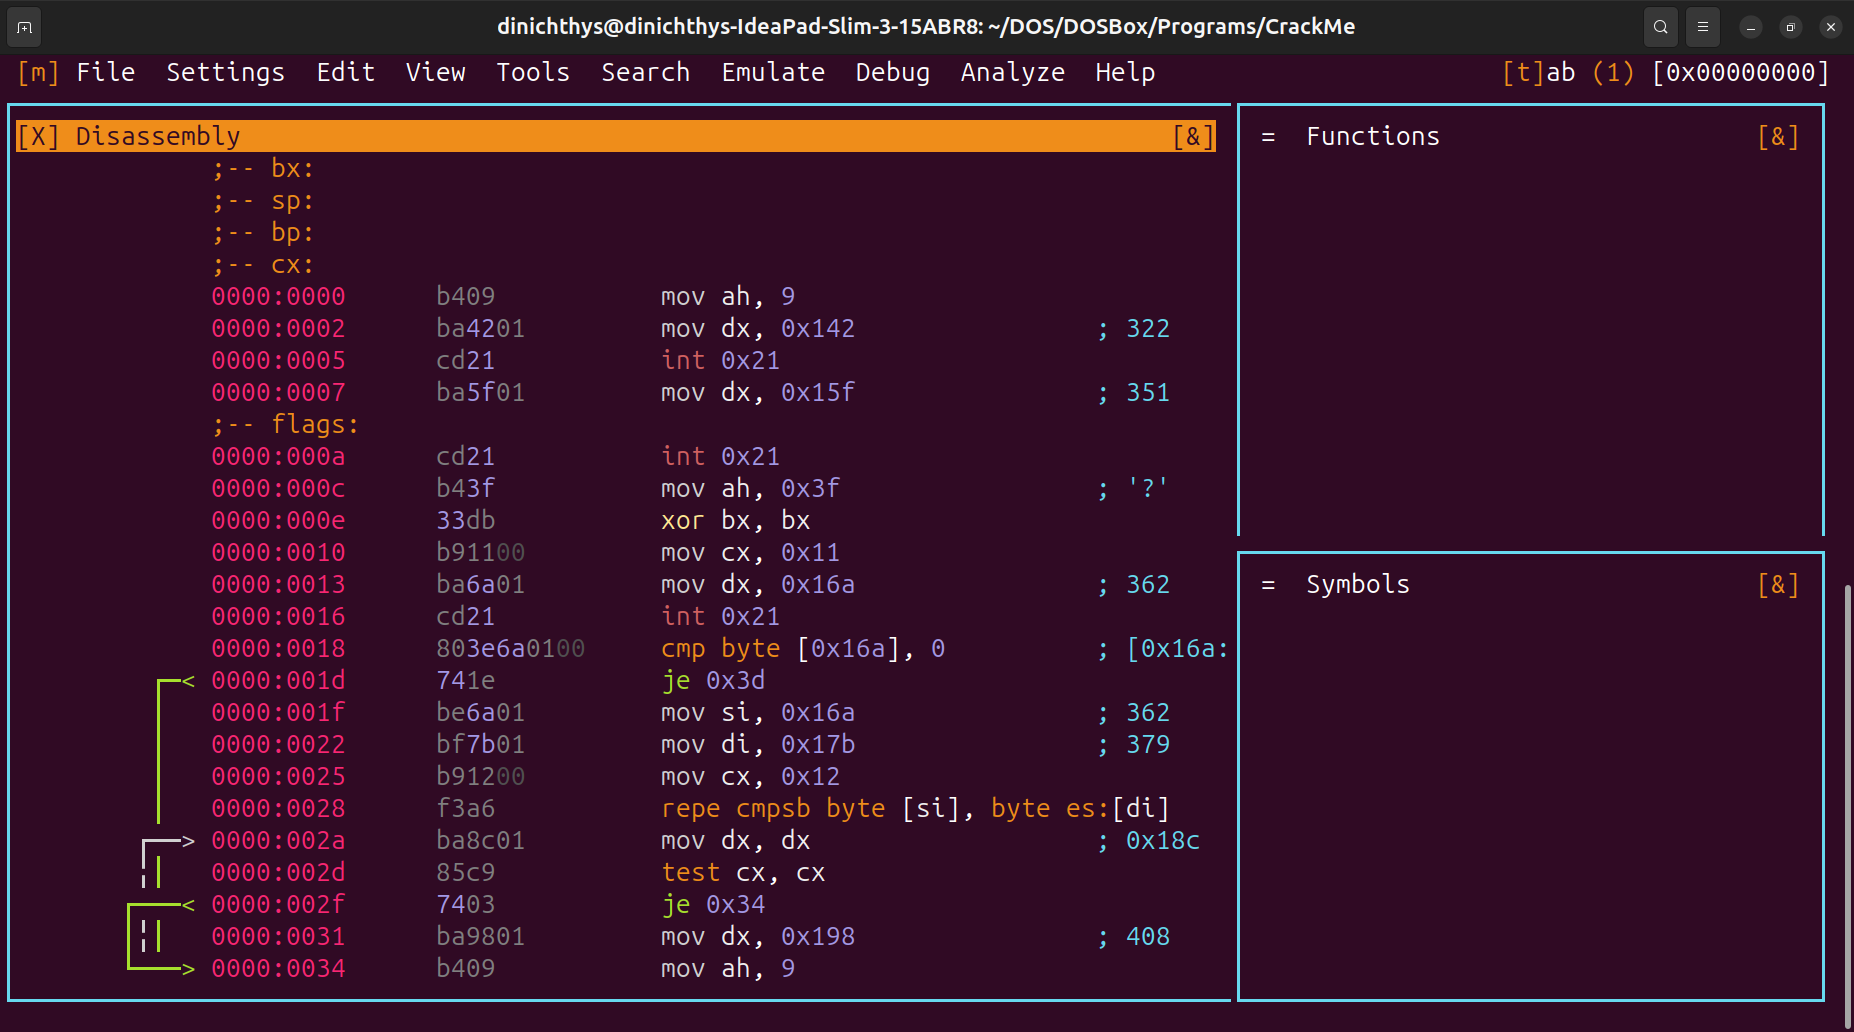 dinichthys@dinichthys-IdeaPad-Slim-3-15ABR8: ~/DOS/DOSBox/Programs/CrackMe
[m] File Settings Edit View Tools Search Emulate Debug Analyze Help [t]ab (1) [0x00000000]
[X] Disassembly [&]
;-- bx:
;-- sp:
;-- bp:
;-- cx:
0000:0000 b409 mov ah, 9
0000:0002 ba4201 mov dx, 0x142 ; 322
0000:0005 cd21 int 0x21
0000:0007 ba5f01 mov dx, 0x15f ; 351
;-- flags:
0000:000a cd21 int 0x21
0000:000c b43f mov ah, 0x3f ; '?'
0000:000e 33db xor bx, bx
0000:0010 b91100 mov cx, 0x11
0000:0013 ba6a01 mov dx, 0x16a ; 362
0000:0016 cd21 int 0x21
0000:0018 803e6a0100 cmp byte [0x16a], 0 ; [0x16a:
< 0000:001d 741e je 0x3d
0000:001f be6a01 mov si, 0x16a ; 362
0000:0022 bf7b01 mov di, 0x17b ; 379
0000:0025 b91200 mov cx, 0x12
0000:0028 f3a6 repe cmpsb byte [si], byte es:[di]
> 0000:002a ba8c01 mov dx, dx ; 0x18c
0000:002d 85c9 test cx, cx
< 0000:002f 7403 je 0x34
0000:0031 ba9801 mov dx, 0x198 ; 408
> 0000:0034 b409 mov ah, 9
= Functions [&]
= Symbols [&]